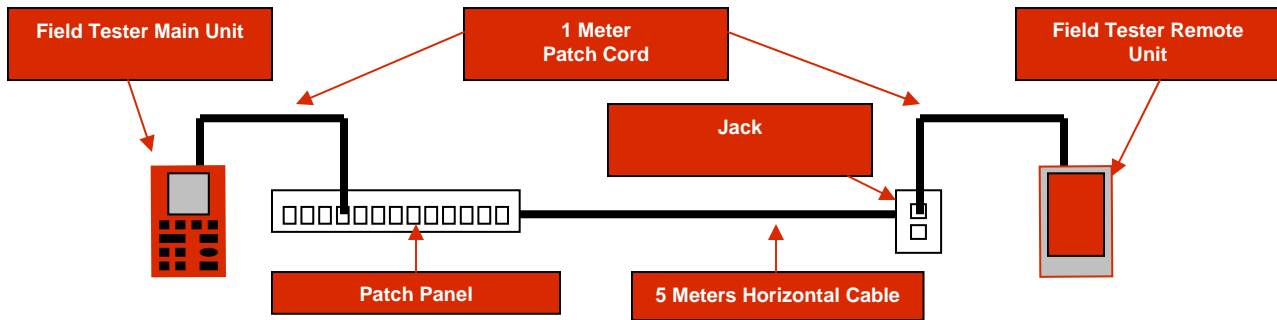 Field Tester Main Unit
1 Meter
Patch Cord
Field Tester Remote
Unit
Jack
Patch Panel
5 Meters Horizontal Cable